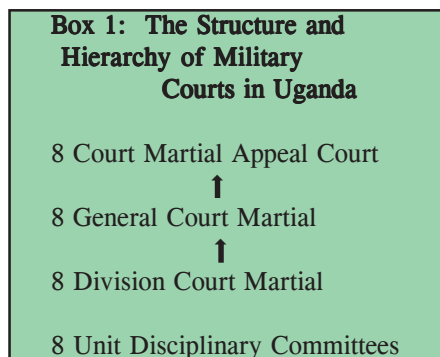 Box 1: The Structure and
Hierarchy of Military
Courts in Uganda
8 Court Martial Appeal Court
⬆
8 General Court Martial
⬆
8 Division Court Martial
8 Unit Disciplinary Committees